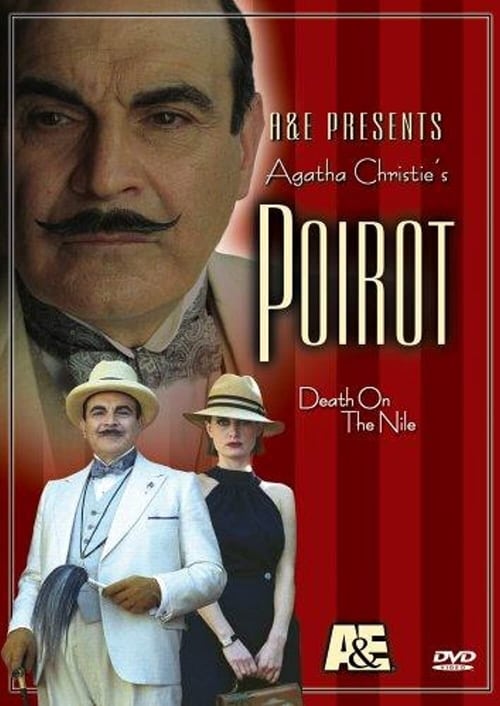 A&E PRESENTS
Agatha Christie's
POIROT
Death On
The Nile
A&E
DVD
VIDEO